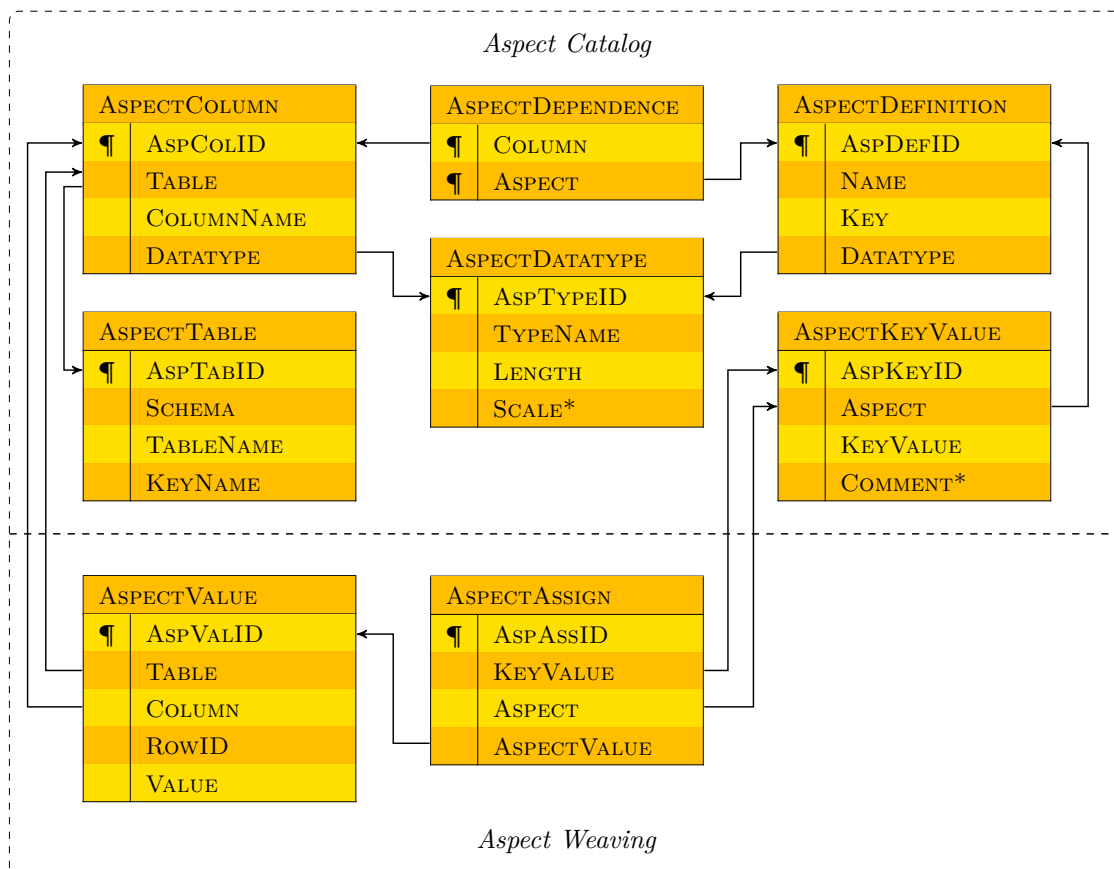 Aspect Catalog
AspectColumn
¶ AspColID
Table
ColumnName
Datatype
AspectDependence
¶ Column
¶ Aspect
AspectDefinition
¶ AspDefID
Name
Key
Datatype
AspectDatatype
¶ AspTypeID
TypeName
Length
Scale*
AspectTable
¶ AspTabID
Schema
TableName
KeyName
AspectKeyValue
¶ AspKeyID
Aspect
KeyValue
Comment*
AspectValue
¶ AspValID
Table
Column
RowID
Value
AspectAssign
¶ AspAssID
KeyValue
Aspect
AspectValue
Aspect Weaving